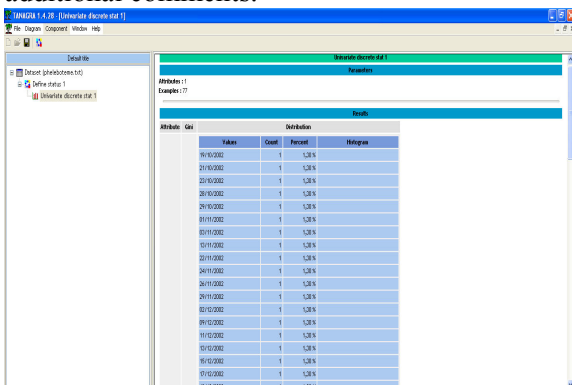 additional comments.
TANAGRA 1.4.28 - [Univariate discrete stat 1]
File Diagram Component Window Help
Default title
Dataset (pheleboteme.txt)
Define status 1
Univariate discrete stat 1
Univariate discrete stat 1
Parameters
Attributes : 1
Examples : 77
Results
Attribute Gini Distribution
Values Count Percent Histogram
19/10/2002 1 1,30 %
21/10/2002 1 1,30 %
23/10/2002 1 1,30 %
28/10/2002 1 1,30 %
29/10/2002 1 1,30 %
01/11/2002 1 1,30 %
03/11/2002 1 1,30 %
13/11/2002 1 1,30 %
22/11/2002 1 1,30 %
24/11/2002 1 1,30 %
26/11/2002 1 1,30 %
29/11/2002 1 1,30 %
02/12/2002 1 1,30 %
09/12/2002 1 1,30 %
11/12/2002 1 1,30 %
13/12/2002 1 1,30 %
15/12/2002 1 1,30 %
17/12/2002 1 1,30 %